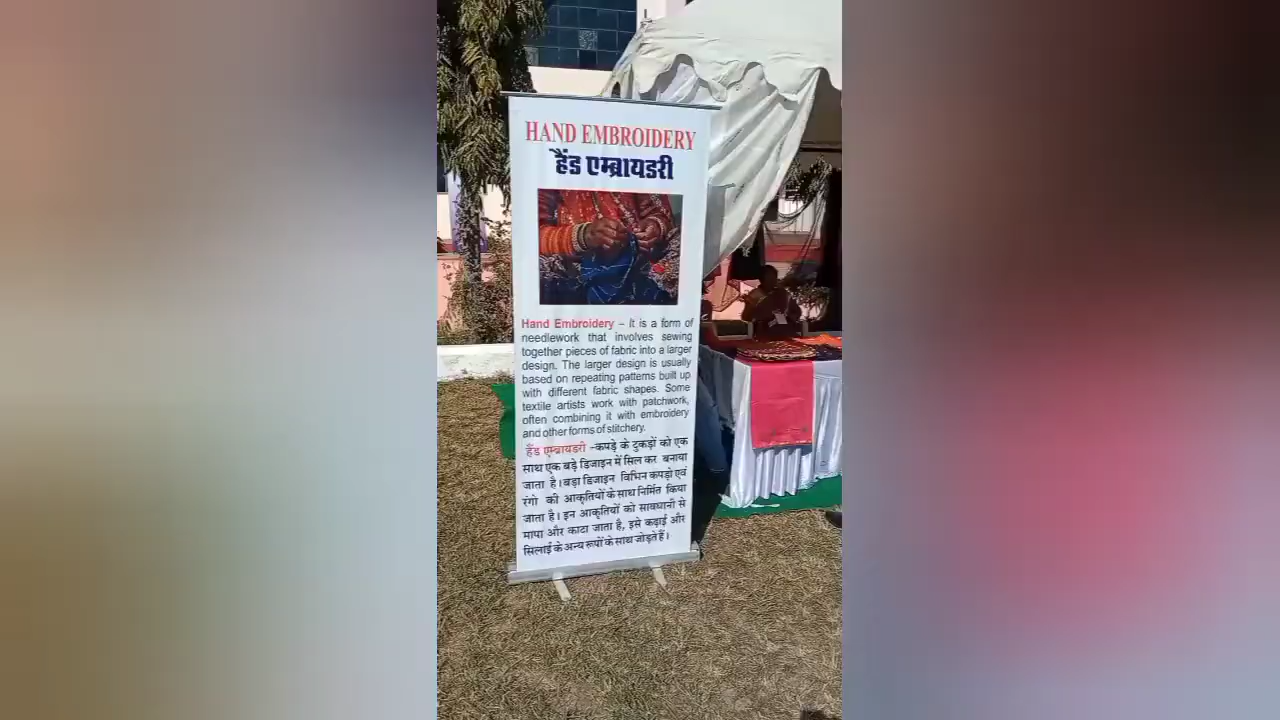 HAND EMBROIDERY
हैंड एम्ब्रायडरी
Hand Embroidery – It is a form of
needlework that involves sewing
together pieces of fabric into a larger
design. The larger design is usually
based on repeating patterns built up
with different fabric shapes. Some
textile artists work with patchwork,
often combining it with embroidery
and other forms of stitchery.
हैंड एम्ब्रायडरी –कपड़े के टुकड़ों को एक
साथ एक बड़े डिजाइन में सिल कर बनाया
जाता है। बड़ा डिजाइन विभिन कपड़ो एवं
रंगो की आकृतियों के साथ निर्मित किया
जाता है। इन आकृतियों को सावधानी से
मापा और काटा जाता है, इसे कढ़ाई और
सिलाई के अन्य रूपों के साथ जोड़ते हैं।